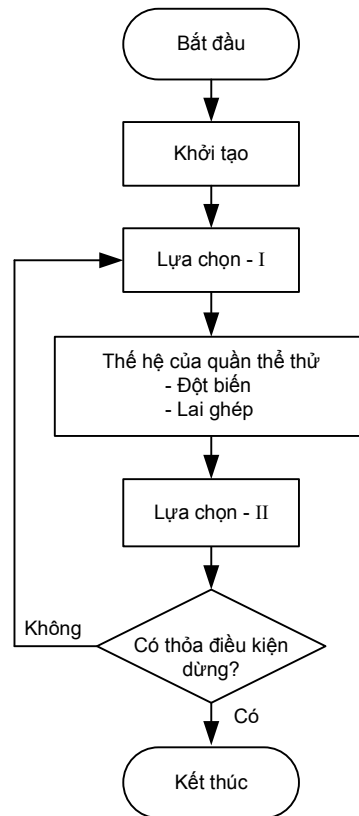 Bắt đầu
Khởi tạo
Lựa chọn - I
Thế hệ của quần thể thử
- Đột biến
- Lai ghép
Lựa chọn - II
Không
Có thỏa điều kiện
dừng?
Có
Kết thúc